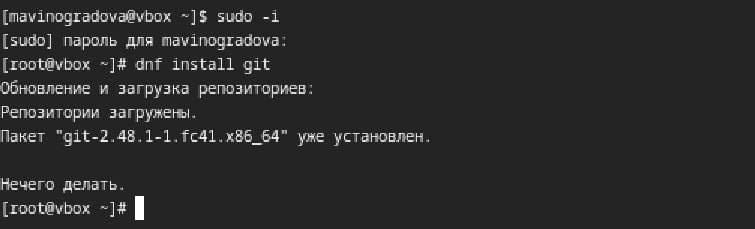 [mavinogradova@vbox ~]$ sudo -i
[sudo] пароль для mavinogradova:
[root@vbox ~]# dnf install git
Обновление и загрузка репозиториев:
Репозитории загружены.
Пакет "git-2.48.1-1.fc41.x86_64" уже установлен.
Нечего делать.
[root@vbox ~]#